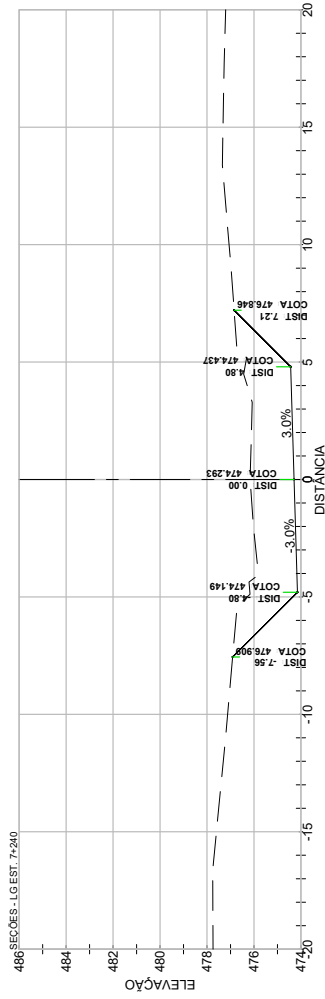 SEÇÕES - LG EST. 7+240
486
484
482
480
478
476
474
ELEVAÇÃO
DIST -7.56
COTA 476.909
DIST -4.80
COTA 474.149
DIST 0.00
COTA 474.293
DIST 4.80
COTA 474.437
DIST 7.21
COTA 476.846
-3.0%
3.0%
-20
-15
-10
-5
0
5
10
15
20
DISTÂNCIA